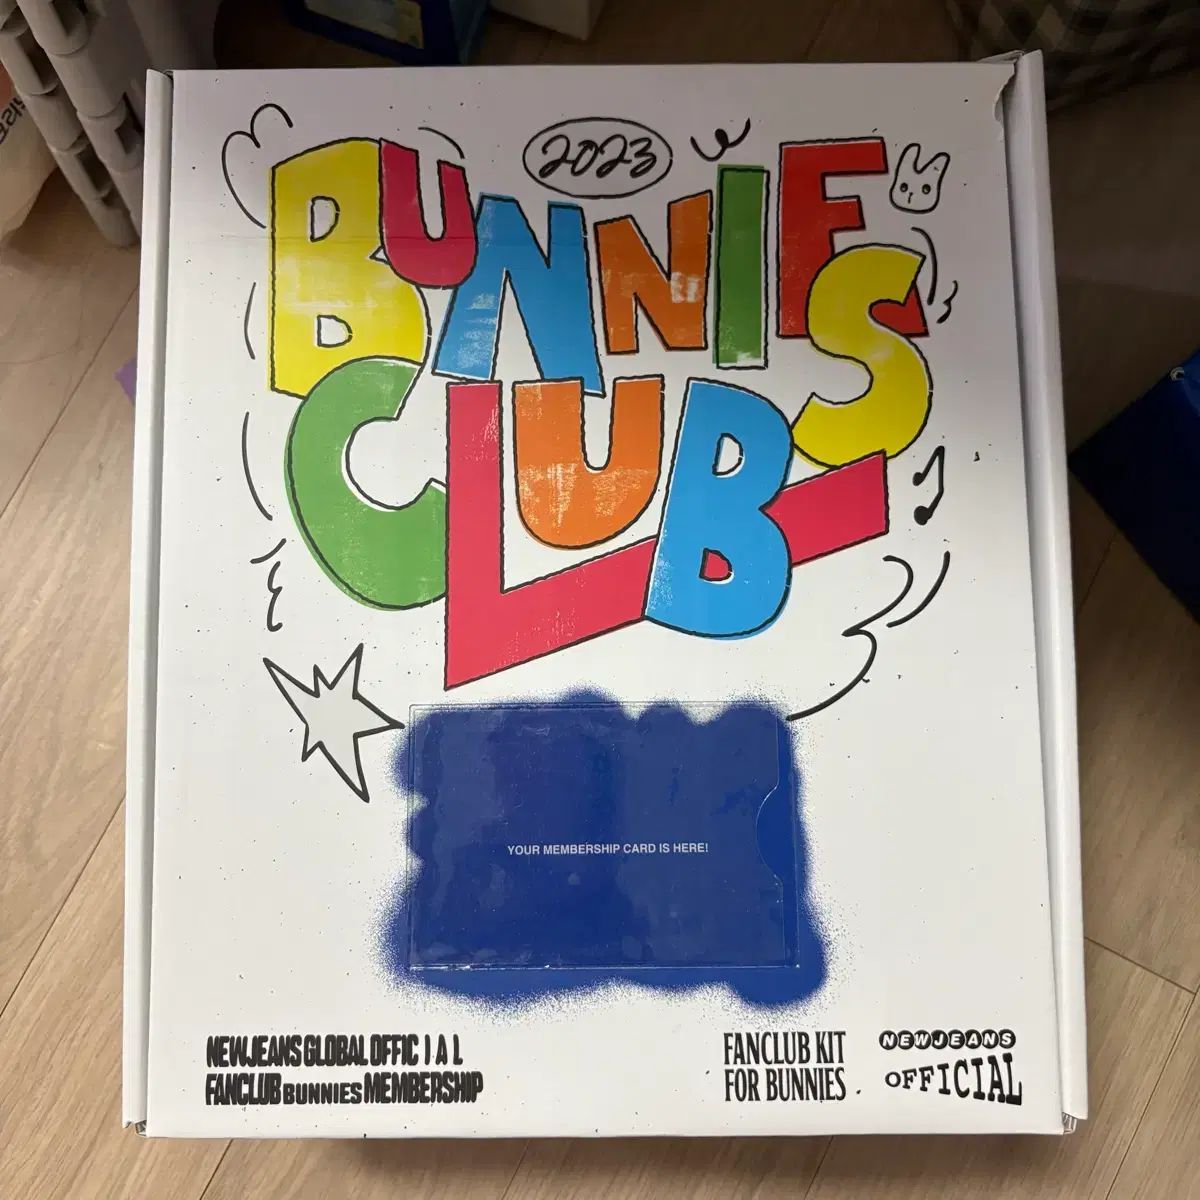 2023
BUNNIES
CLUB
YOUR MEMBERSHIP CARD IS HERE!
NEWJEANS GLOBAL OFFICIAL
FANCLUB BUNNIES MEMBERSHIP
FANCLUB KIT
FOR BUNNIES
NEWJEANS
OFFICIAL